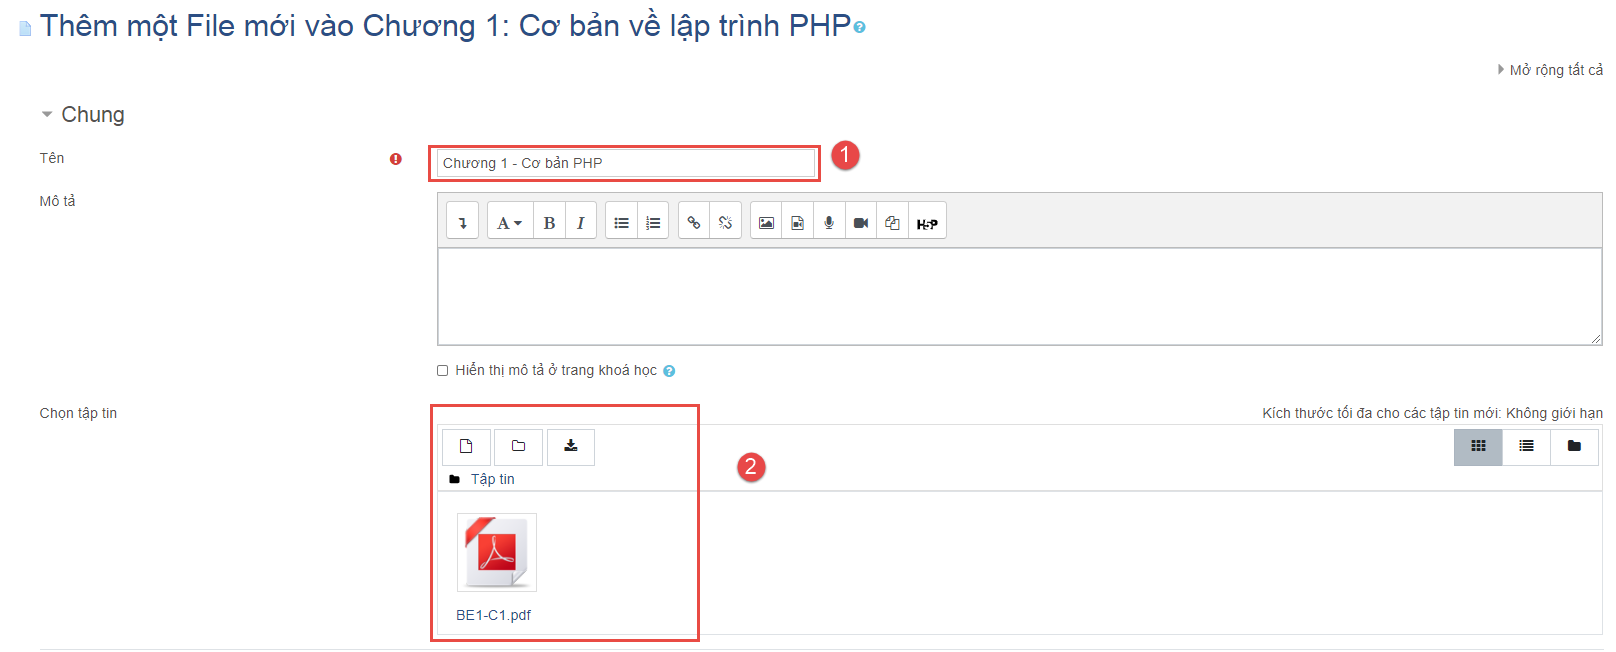 Thêm một File mới vào Chương 1: Cơ bản về lập trình PHP
Mở rộng tất cả
Chung
Tên
Chương 1 - Cơ bản PHP
1
Mô tả
A B I
H5P
Hiển thị mô tả ở trang khoá học
Chọn tập tin
Kích thước tối đa cho các tập tin mới: Không giới hạn
2
Tập tin
BE1-C1.pdf